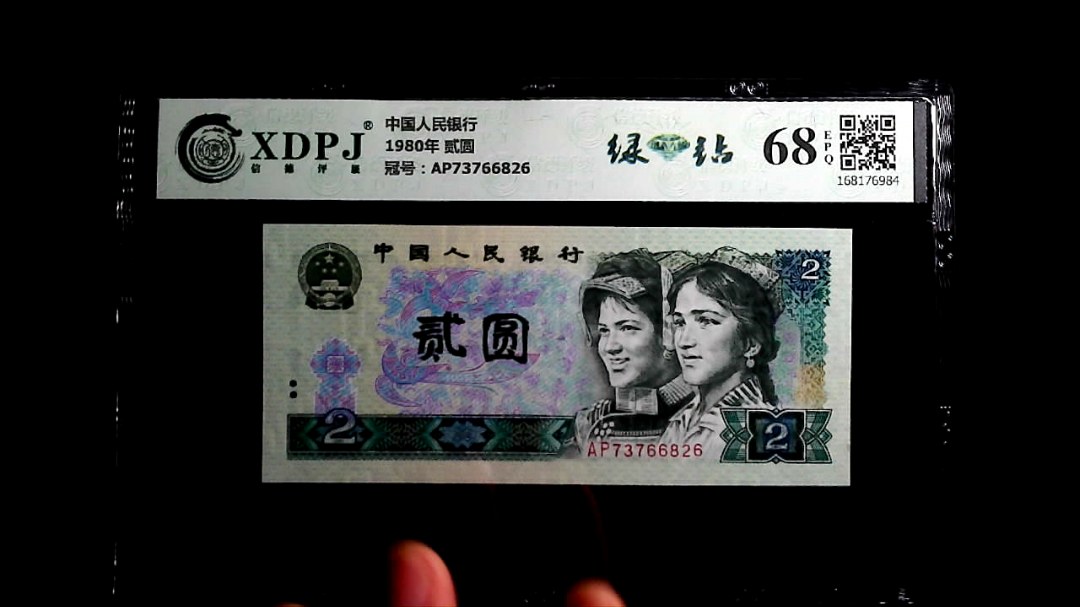 XDPJ®
中国人民银行
1980年 贰圆
冠号：AP73766826
绿 钻
68
EPQ
168176984
中国人民银行
2
贰圆
2
AP73766826
2